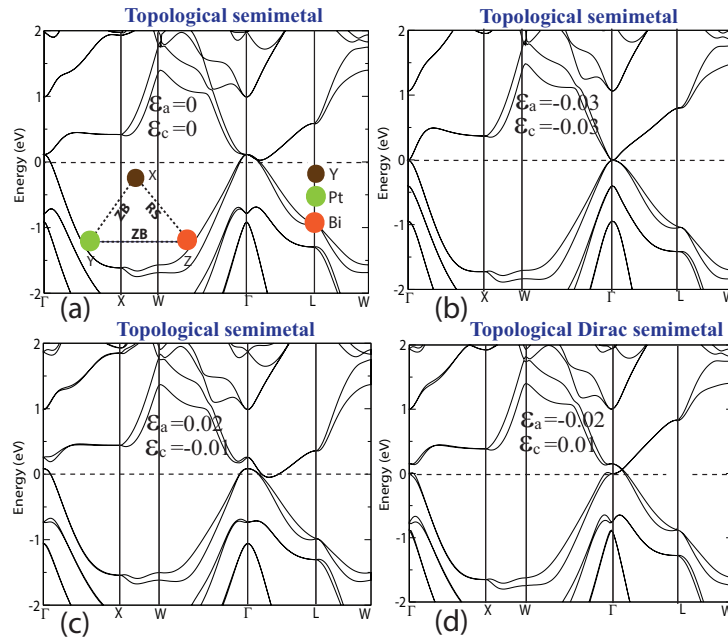 Topological semimetal
Topological semimetal
2
1
0
-1
-2
Energy (eV)
εa=0
εc=0
X
ZB
RS
ZB
Y
Z
Y
Pt
Bi
Γ
X
W
Γ
L
W
(a)
2
1
0
-1
-2
Energy (eV)
εa=-0.03
εc=-0.03
Γ
X
W
Γ
L
W
(b)
Topological semimetal
Topological Dirac semimetal
2
1
0
-1
-2
Energy (eV)
εa=0.02
εc=-0.01
Γ
X
W
Γ
L
W
(c)
2
1
0
-1
-2
Energy (eV)
εa=-0.02
εc=0.01
Γ
X
W
Γ
L
W
(d)